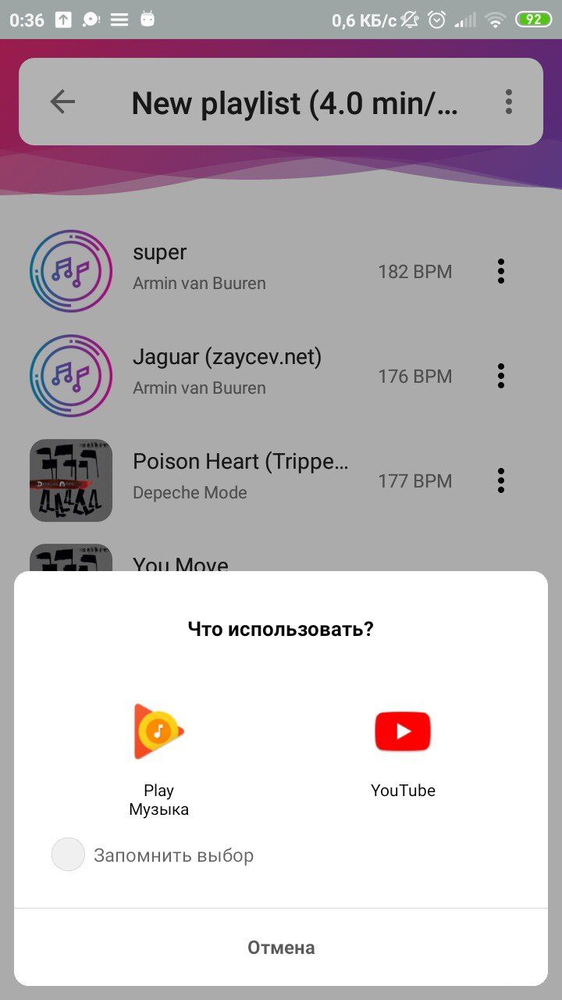 0:36
0,6 КБ/с
92
New playlist (4.0 min/...
super
Armin van Buuren
182 BPM
Jaguar (zaycev.net)
Armin van Buuren
176 BPM
Poison Heart (Trippe...
Depeche Mode
177 BPM
DEPECHE MODE
You Move
Что использовать?
Play
Музыка
YouTube
Запомнить выбор
Отмена